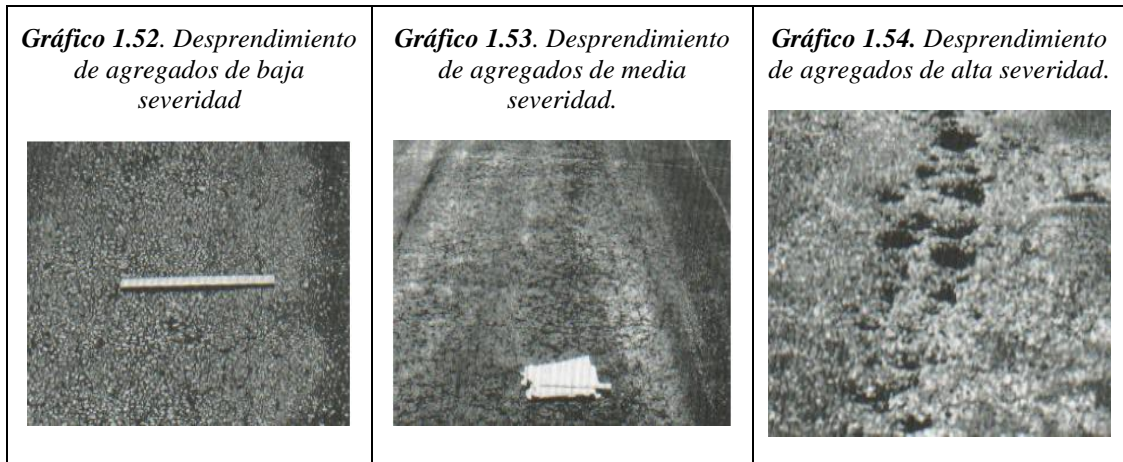 Gráfico 1.52. Desprendimiento
de agregados de baja
severidad
Gráfico 1.53. Desprendimiento
de agregados de media
severidad.
Gráfico 1.54. Desprendimiento
de agregados de alta severidad.